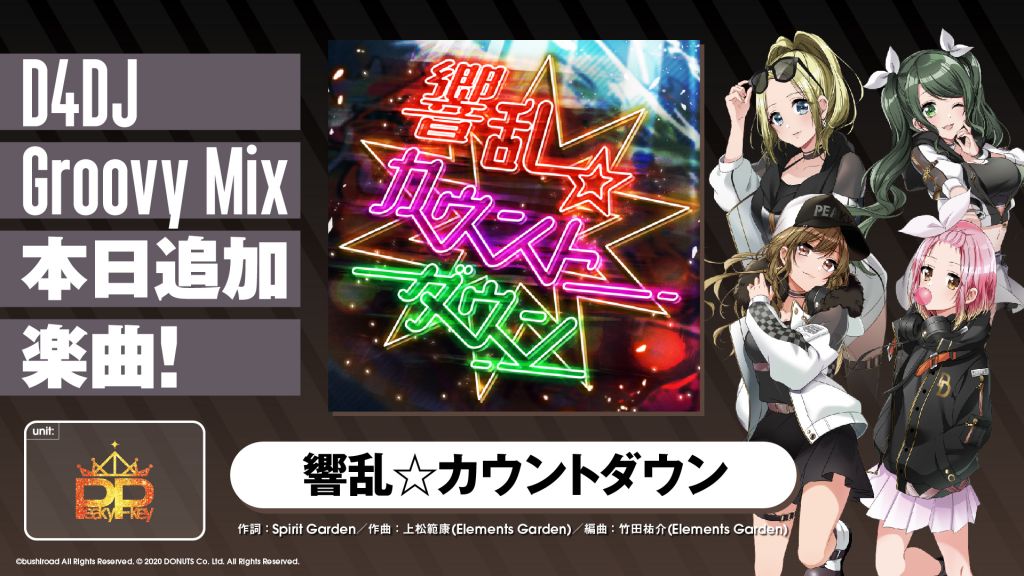 D4DJ
Groovy Mix
本日追加
楽曲!
響乱☆
カウントー
ダウン
PEA
B
unit:
PP
Peaky P-key
響乱☆カウントダウン
作詞：Spirit Garden／作曲：上松範康(Elements Garden)／編曲：竹田祐介(Elements Garden)
©bushiroad All Rights Reserved. © 2020 DONUTS Co. Ltd. All Rights Reserved.